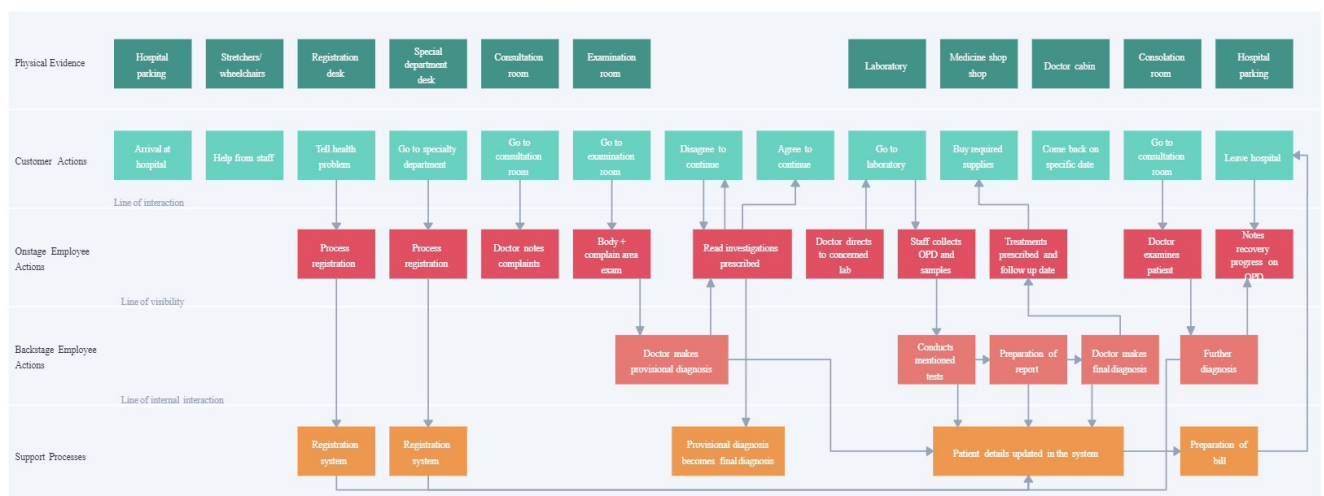 Physical Evidence
Hospital
parking
Stretchers/
wheelchairs
Registration
desk
Special
department
desk
Consultation
room
Examination
room
Laboratory
Medicine shop
shop
Doctor cabin
Consolation
room
Hospital
parking
Customer Actions
Arrival at
hospital
Help from staff
Tell health
problem
Go to specialty
department
Go to
consultation
room
Go to
examination
room
Disagree to
continue
Agree to
continue
Go to
laboratory
Buy required
supplies
Come back on
specific date
Go to
consultation
room
Leave hospital
Line of interaction
Onstage Employee
Actions
Process
registration
Process
registration
Doctor notes
complaints
Body +
complain area
exam
Read investigations
prescribed
Doctor directs
to concerned
lab
Staff collects
OPD and
samples
Treatments
prescribed and
follow up date
Doctor
examines
patient
Notes
recovery
progress on
OPD
Line of visibility
Backstage Employee
Actions
Doctor makes
provisional diagnosis
Conducts
mentioned
tests
Preparation of
report
Doctor makes
final diagnosis
Further
diagnosis
Line of internal interaction
Support Processes
Registration
system
Registration
system
Provisional diagnosis
becomes final diagnosis
Patient details updated in the system
Preparation of
bill